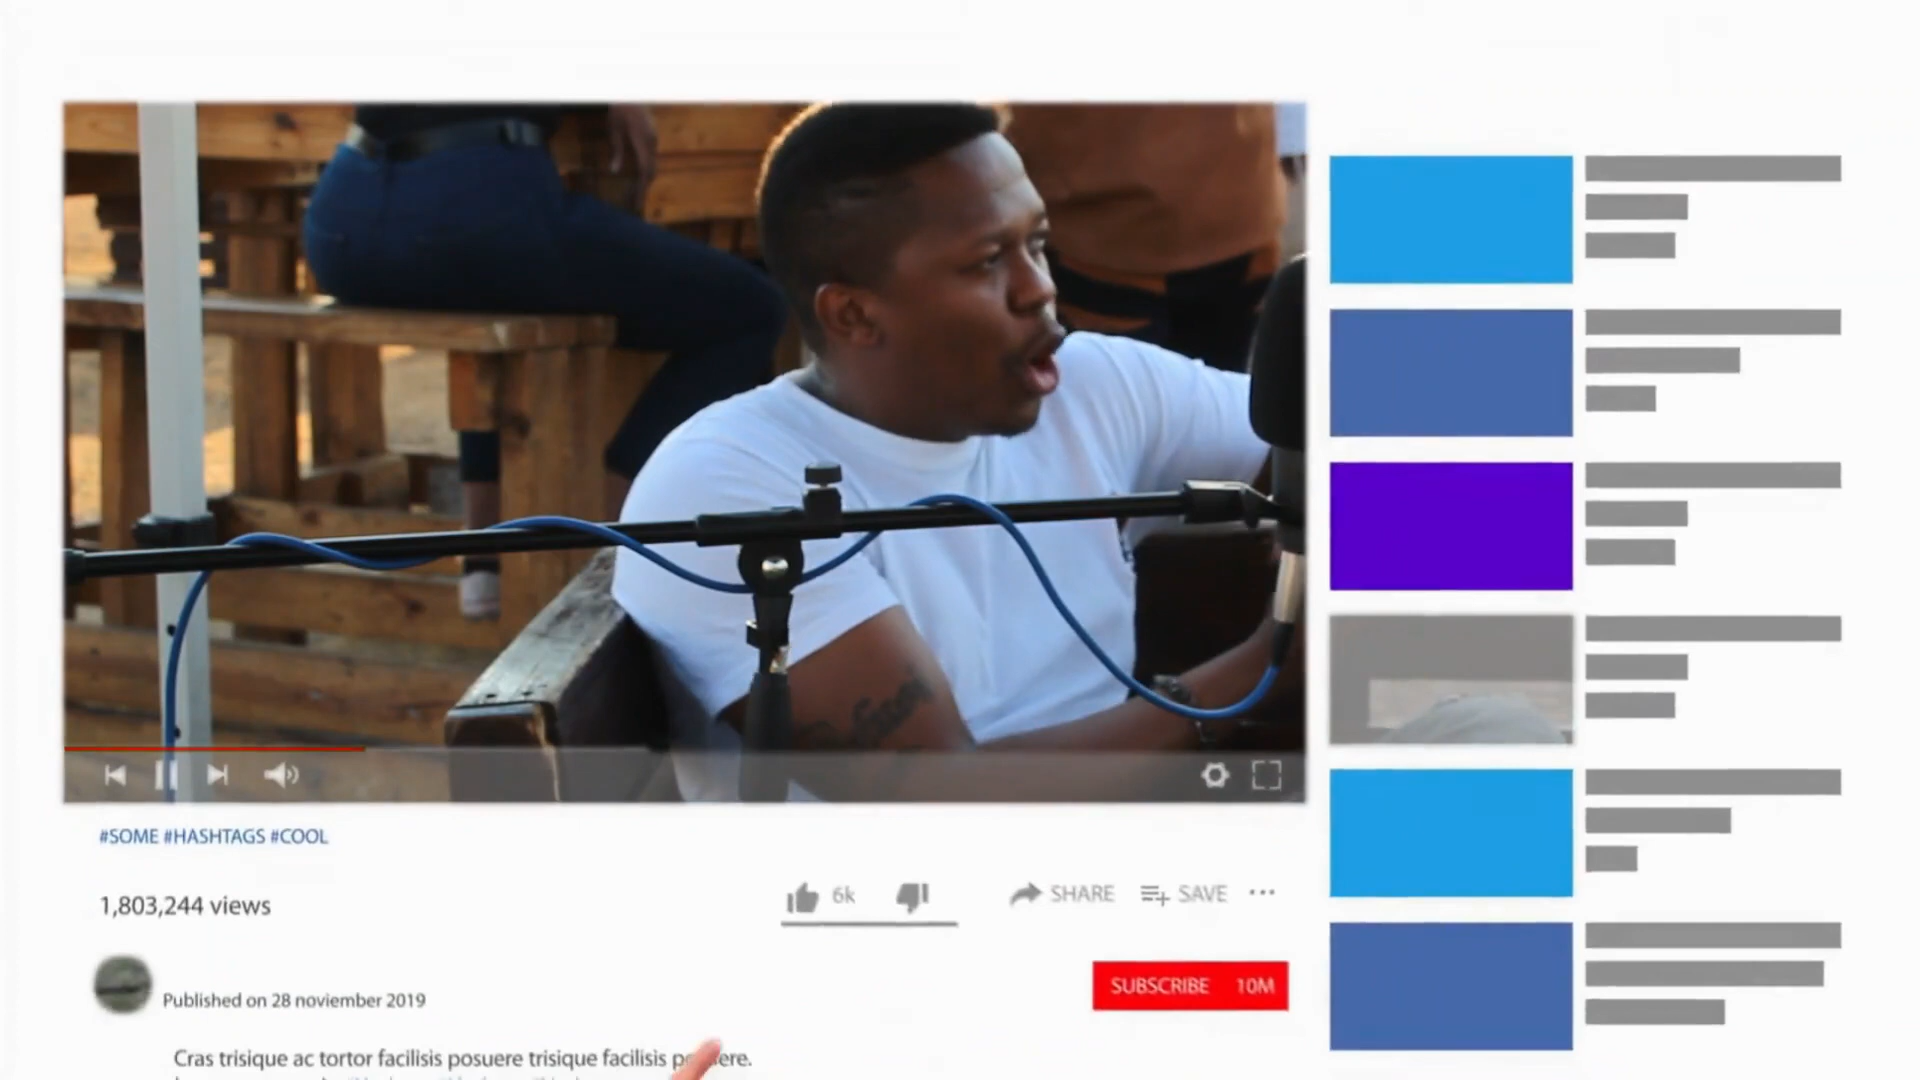 #SOME #HASHTAGS #COOL
6k
SHARE
SAVE
1,803,244 views
SUBSCRIBE 10M
Published on 28 noviember 2019
Cras trisique ac tortor facilisis posuere trisique facilisis